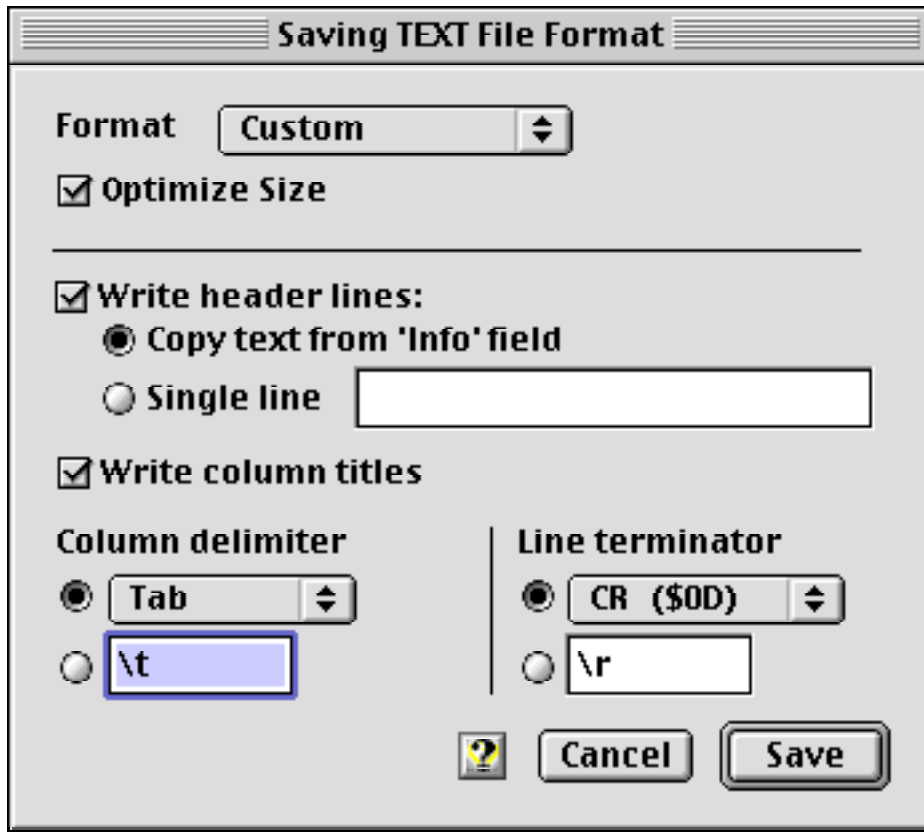 Saving TEXT File Format
Format Custom
Optimize Size
Write header lines:
Copy text from 'Info' field
Single line
Write column titles
Column delimiter Line terminator
Tab CR ($0D)
\t \r
? Cancel Save